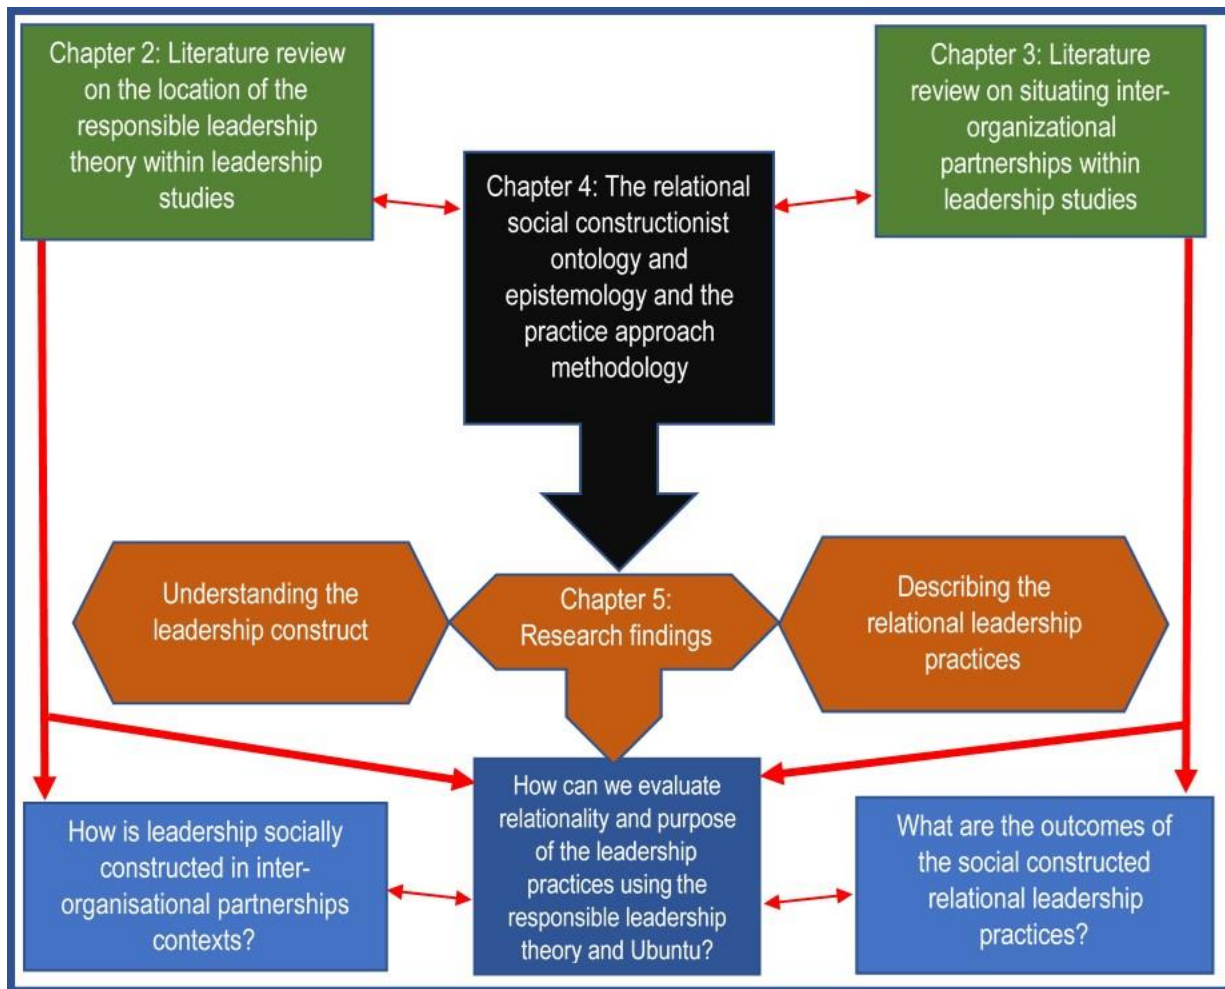 Chapter 2: Literature review
on the location of the
responsible leadership
theory within leadership
studies
Chapter 3: Literature
review on situating inter-
organizational
partnerships within
leadership studies
Chapter 4: The relational
social constructionist
ontology and
epistemology and the
practice approach
methodology
Understanding the
leadership construct
Chapter 5:
Research findings
Describing the
relational leadership
practices
How is leadership socially
constructed in inter-
organisational partnerships
contexts?
How can we evaluate
relationality and purpose
of the leadership
practices using the
responsible leadership
theory and Ubuntu?
What are the outcomes of
the social constructed
relational leadership
practices?